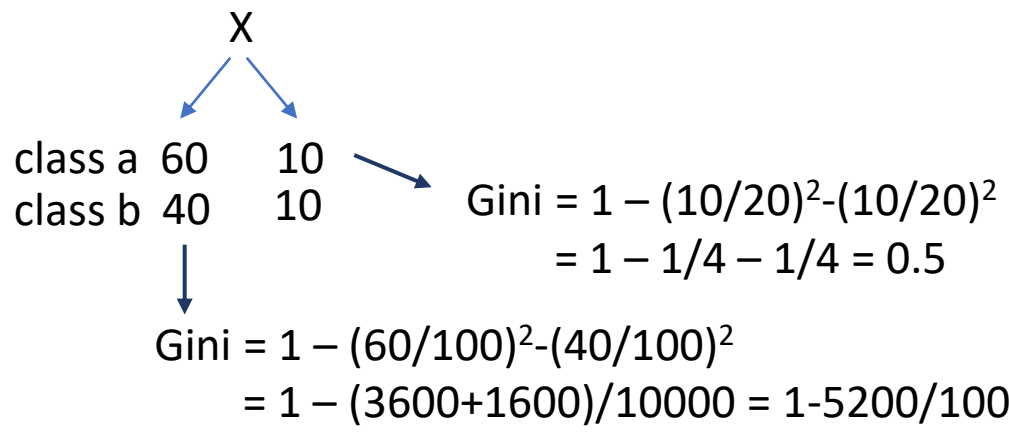 X
class a 60 10
class b 40 10
Gini = 1 – (10/20)²-(10/20)²
= 1 – 1/4 – 1/4 = 0.5
Gini = 1 – (60/100)²-(40/100)²
= 1 – (3600+1600)/10000 = 1-5200/100